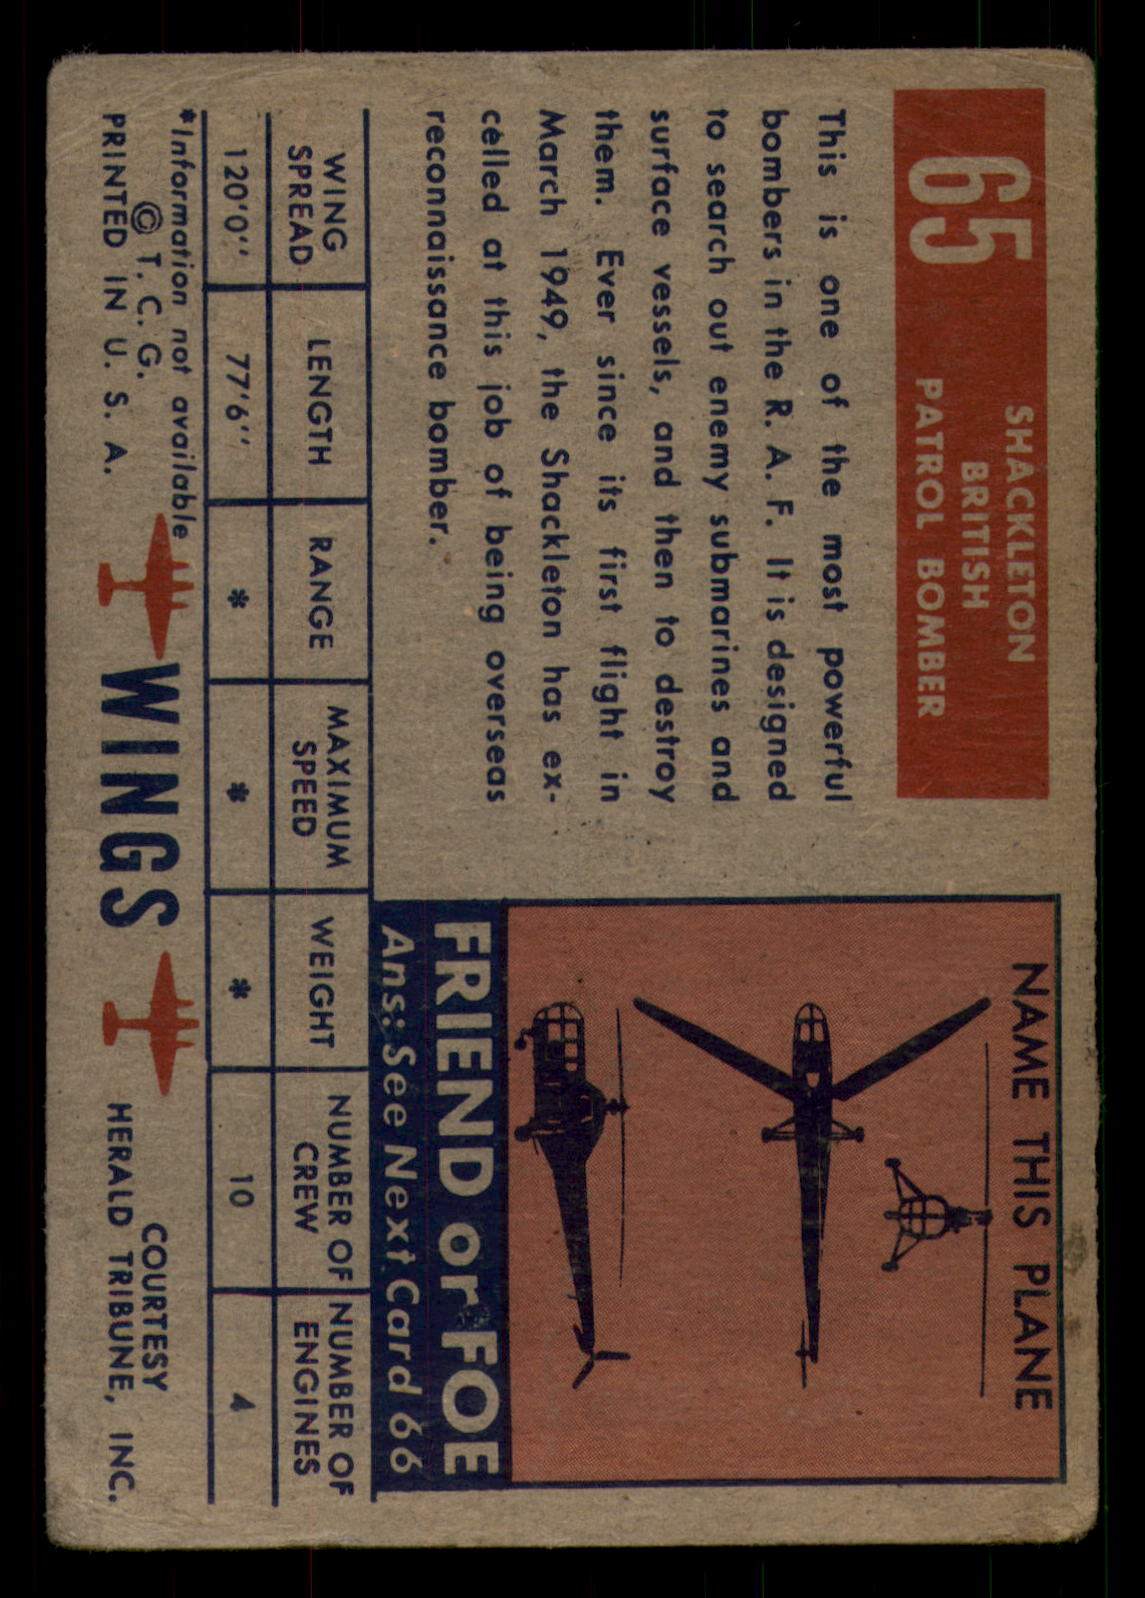 65
SHACKLETON
BRITISH
PATROL BOMBER
This is one of the most powerful
bombers in the R. A. F. It is designed
to search out enemy submarines and
surface vessels, and then to destroy
them. Ever since its first flight in
March 1949, the Shackleton has ex-
celled at this job of being overseas
reconnaissance bomber.
NAME THIS PLANE
FRIEND or FOE
Ans: See Next Card 66
WING SPREAD LENGTH RANGE MAXIMUM SPEED WEIGHT NUMBER OF CREW NUMBER OF ENGINES
120'0'' 77'6'' * * * 10 4
*Information not available
© T. C. G.
PRINTED IN U. S. A.
WINGS
COURTESY
HERALD TRIBUNE, INC.